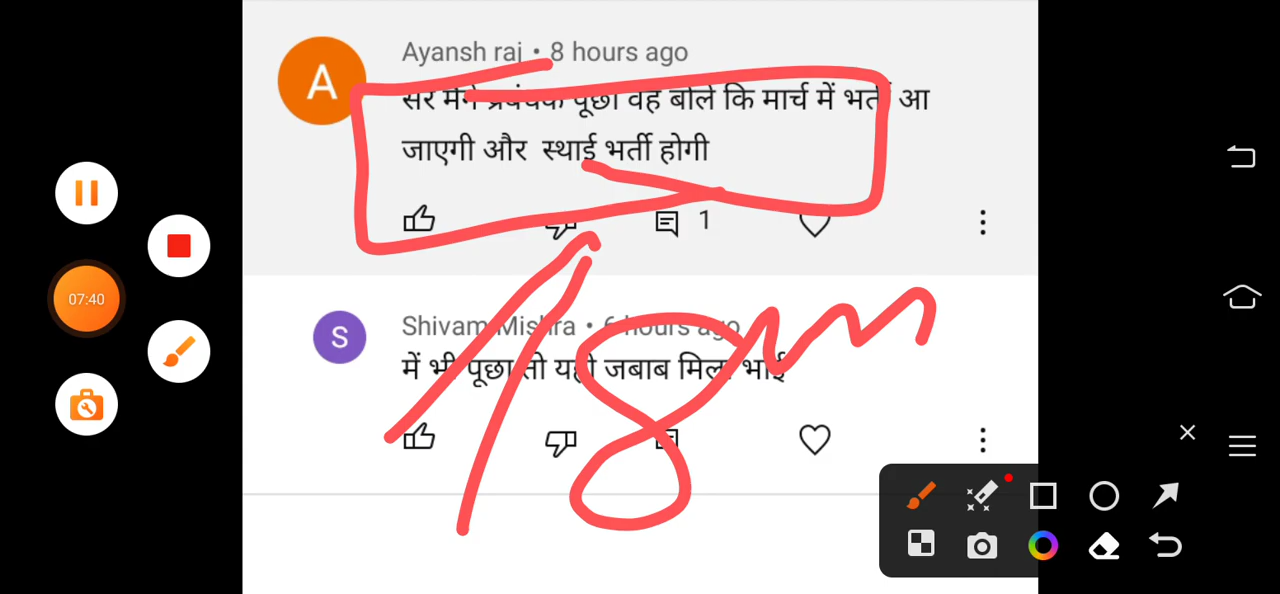 Ayansh raj • 8 hours ago
सर मैने प्रबंधक पूछा वह बोले कि मार्च में भर्ती आ
जाएगी और स्थाई भर्ती होगी
1
Shivam Mishra • 6 hours ago
में भी पूछा तो यही जबाब मिला भाई
A
S
07:40
18m